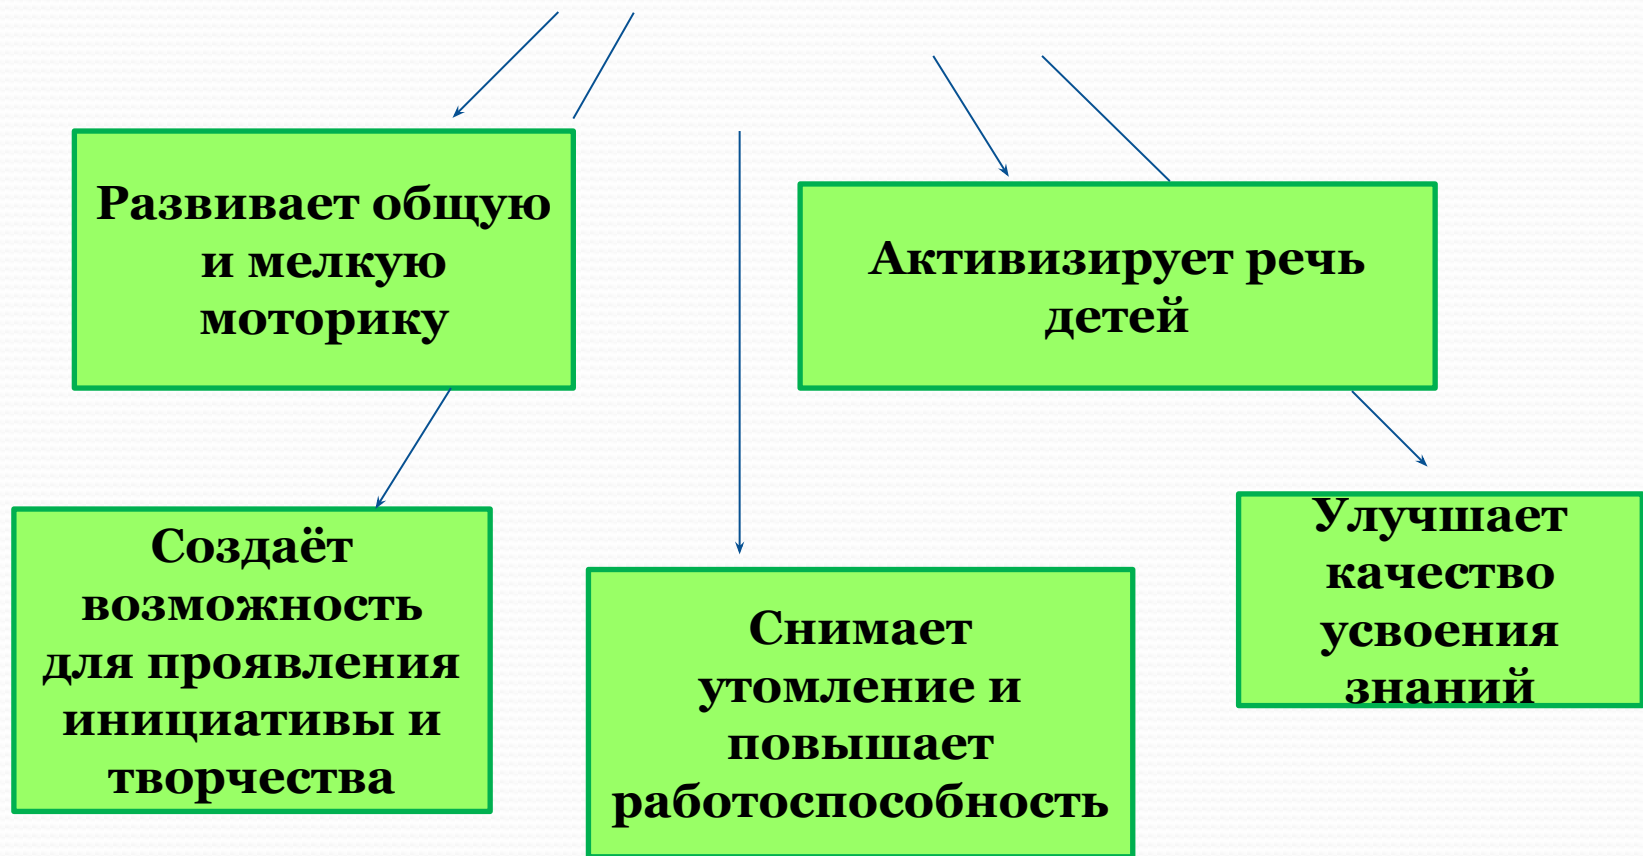 Развивает общую
и мелкую
моторику
Активизирует речь
детей
Создаёт
возможность
для проявления
инициативы и
творчества
Снимает
утомление и
повышает
работоспособность
Улучшает
качество
усвоения
знаний